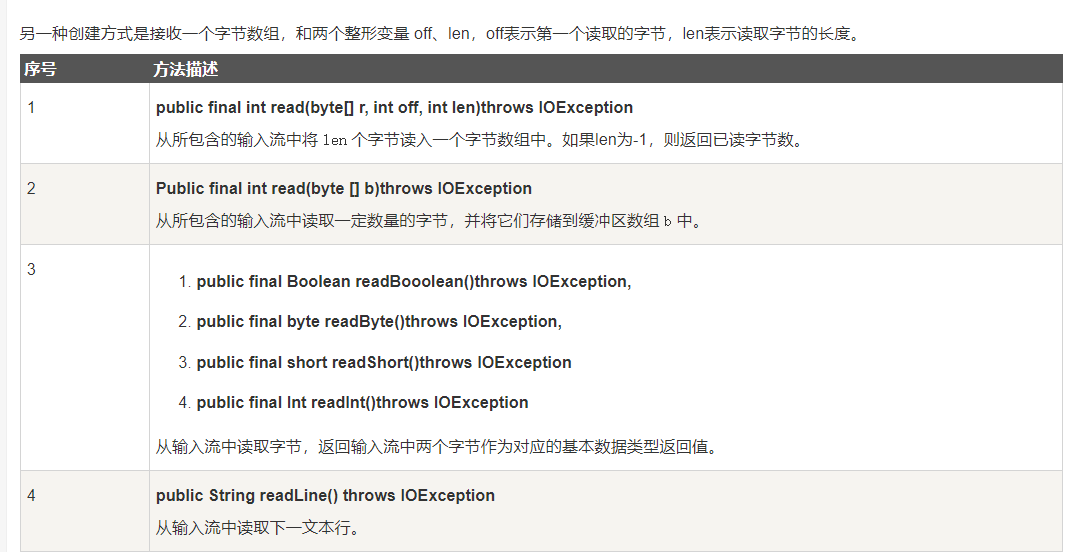 另一种创建方式是接收一个字节数组，和两个整形变量 off、len，off表示第一个读取的字节，len表示读取字节的长度。
序号 方法描述
1 public final int read(byte[] r, int off, int len)throws IOException
从所包含的输入流中将 len 个字节读入一个字节数组中。如果len为-1，则返回已读字节数。
2 Public final int read(byte [] b)throws IOException
从所包含的输入流中读取一定数量的字节，并将它们存储到缓冲区数组 b 中。
3
1. public final Boolean readBooolean()throws IOException,
2. public final byte readByte()throws IOException,
3. public final short readShort()throws IOException
4. public final Int readInt()throws IOException
从输入流中读取字节，返回输入流中两个字节作为对应的基本数据类型返回值。
4 public String readLine() throws IOException
从输入流中读取下一文本行。